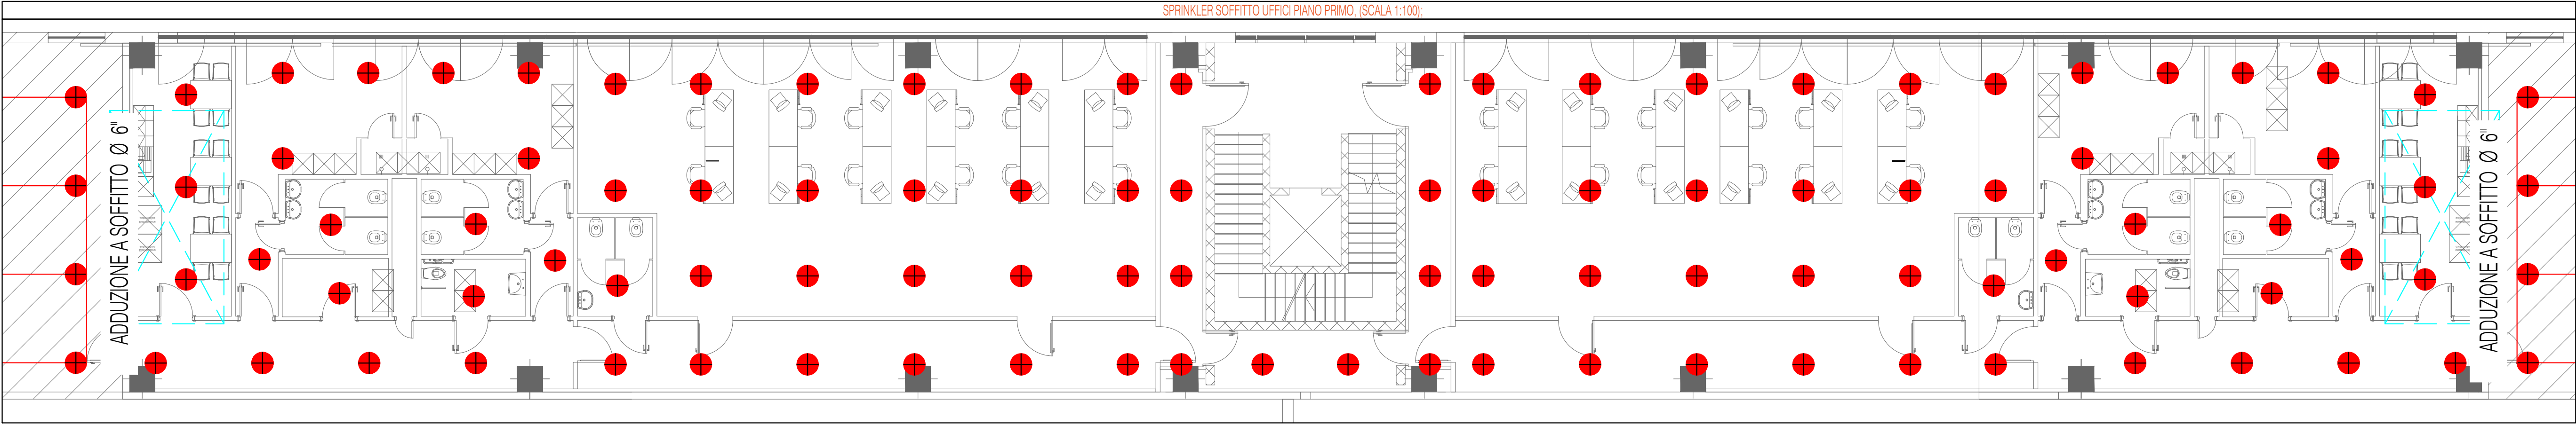 SPRINKLER SOFFITTO UFFICI PIANO PRIMO, (SCALA 1:100);
ADDUZIONE A SOFFITTO Ø 6"
ADDUZIONE A SOFFITTO Ø 6"